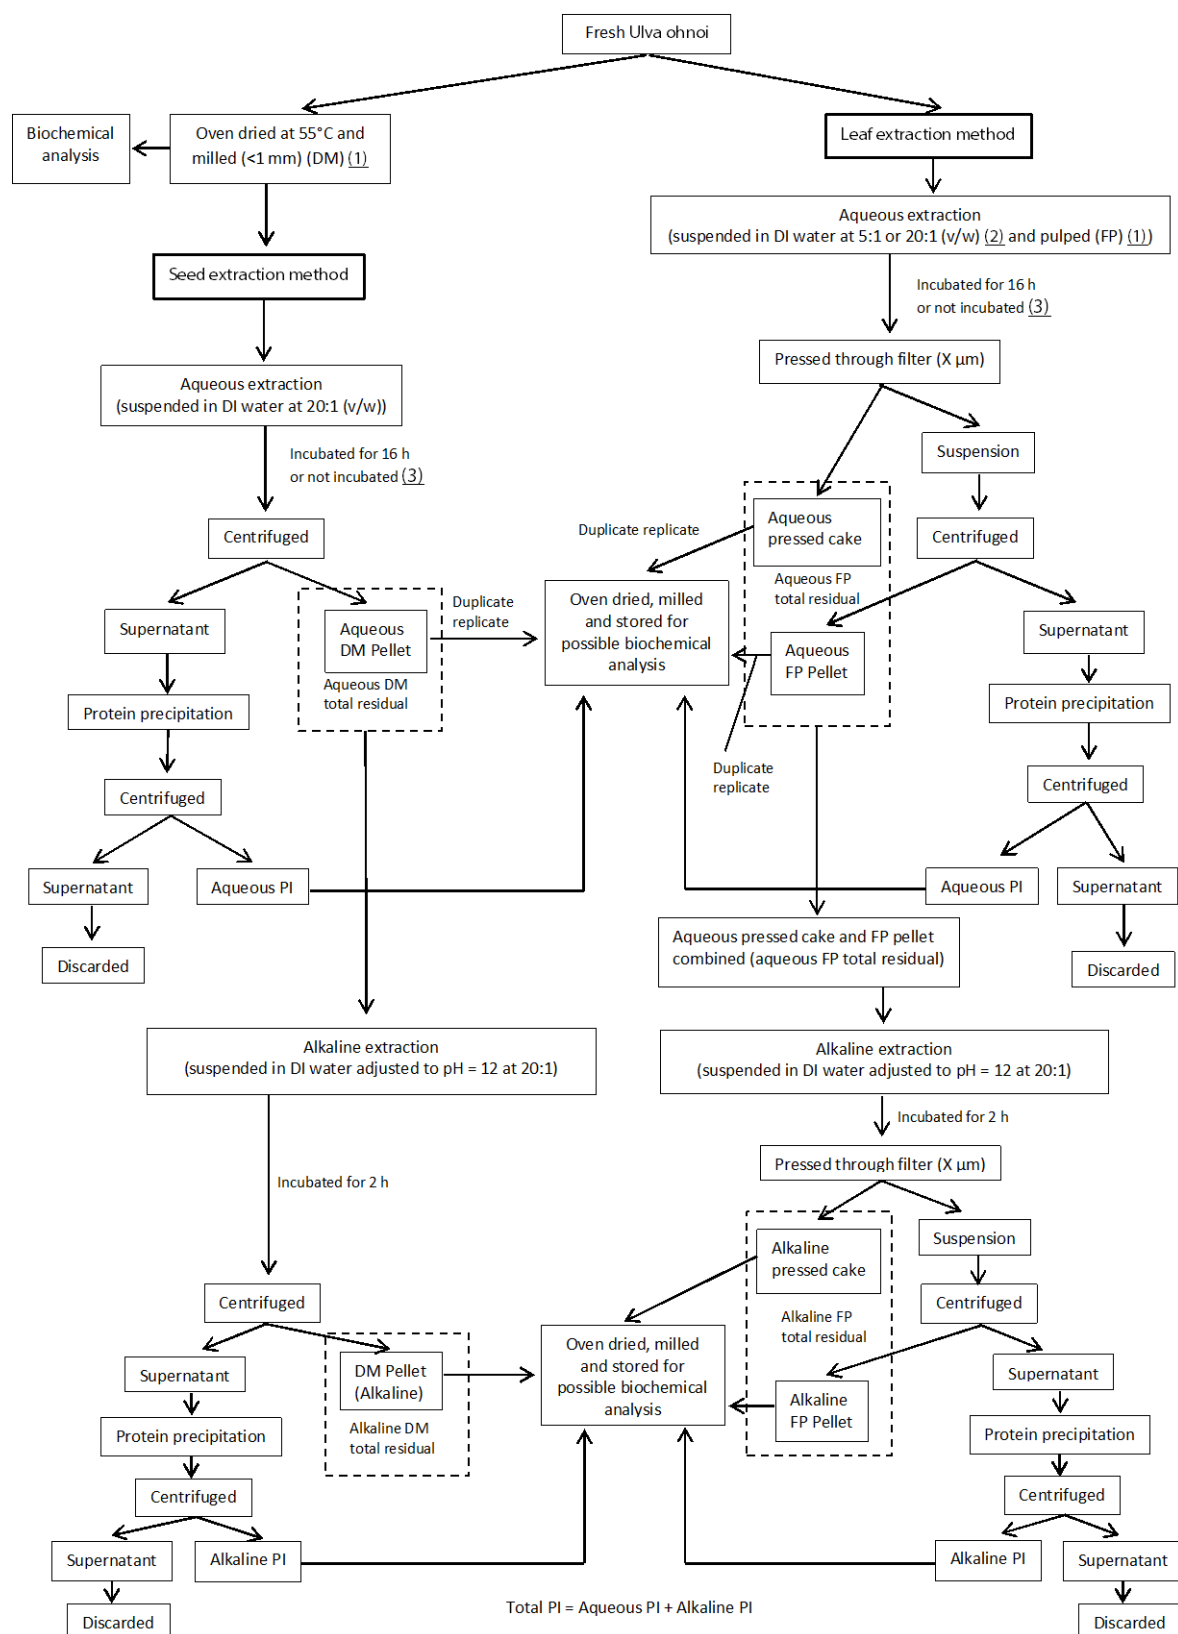 Fresh Ulva ohnoi
Biochemical
analysis
Oven dried at 55°C and
milled (<1 mm) (DM) (1)
Leaf extraction method
Aqueous extraction
(suspended in DI water at 5:1 or 20:1 (v/w) (2) and pulped (FP) (1))
Seed extraction method
Incubated for 16 h
or not incubated (3)
Pressed through filter (X µm)
Aqueous extraction
(suspended in DI water at 20:1 (v/w))
Suspension
Incubated for 16 h
or not incubated (3)
Aqueous
pressed cake
Duplicate replicate
Centrifuged
Centrifuged
Aqueous FP
total residual
Oven dried, milled
and stored for
possible biochemical
analysis
Duplicate
replicate
Supernatant
Aqueous
DM Pellet
Aqueous DM
total residual
Aqueous
FP Pellet
Supernatant
Protein precipitation
Protein precipitation
Duplicate
replicate
Centrifuged
Centrifuged
Supernatant
Aqueous PI
Aqueous PI
Supernatant
Discarded
Aqueous pressed cake and FP pellet
combined (aqueous FP total residual)
Discarded
Alkaline extraction
(suspended in DI water adjusted to pH = 12 at 20:1)
Alkaline extraction
(suspended in DI water adjusted to pH = 12 at 20:1)
Incubated for 2 h
Pressed through filter (X µm)
Incubated for 2 h
Suspension
Alkaline
pressed cake
Centrifuged
Centrifuged
Alkaline FP
total residual
Oven dried, milled
and stored for
possible biochemical
analysis
Supernatant
DM Pellet
(Alkaline)
Alkaline DM
total residual
Alkaline
FP Pellet
Supernatant
Protein precipitation
Protein precipitation
Centrifuged
Centrifuged
Supernatant
Alkaline PI
Alkaline PI
Supernatant
Discarded
Total PI = Aqueous PI + Alkaline PI
Discarded